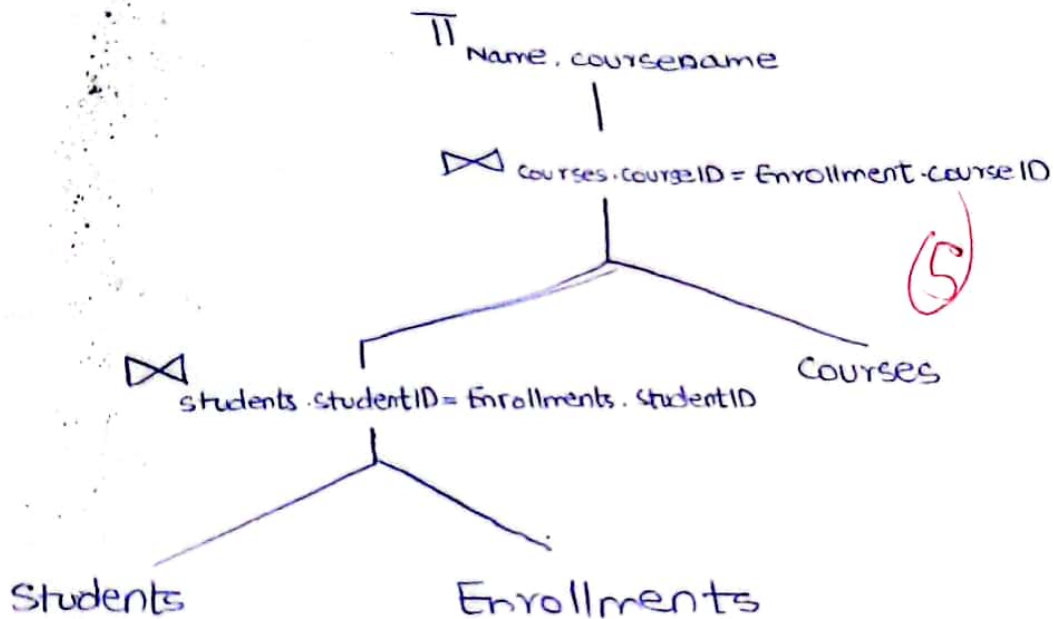 π Name, coursename
⋈ courses.courseID = Enrollment.courseID
5
⋈ students.studentID = Enrollments.studentID
courses
Students Enrollments